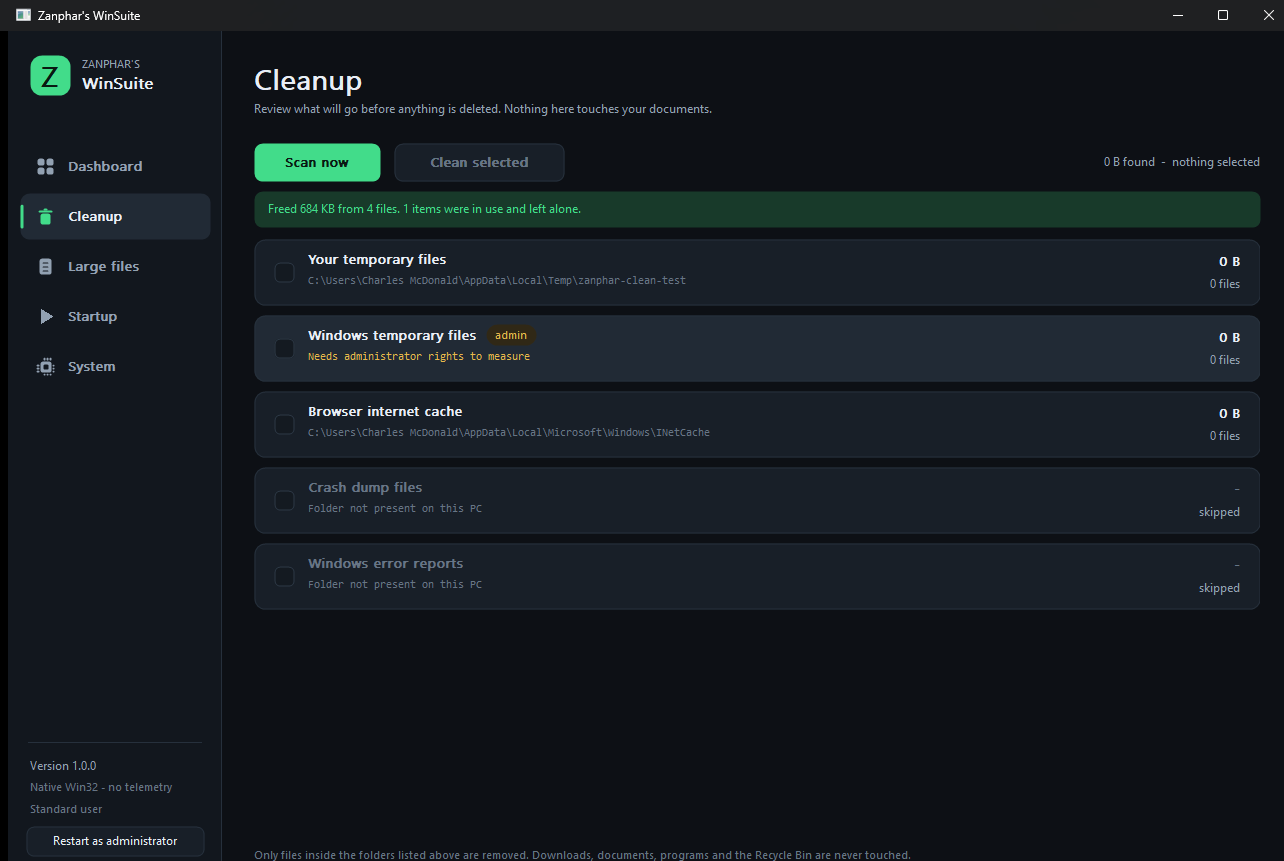 Zanphar's WinSuite
Z
ZANPHAR'S
WinSuite
Dashboard
Cleanup
Large files
Startup
System
Version 1.0.0
Native Win32 - no telemetry
Standard user
Restart as administrator
Cleanup
Review what will go before anything is deleted. Nothing here touches your documents.
Scan now
Clean selected
0 B found - nothing selected
Freed 684 KB from 4 files. 1 items were in use and left alone.
Your temporary files
0 B
C:\Users\Charles McDonald\AppData\Local\Temp\zanphar-clean-test
0 files
Windows temporary files admin
0 B
Needs administrator rights to measure
0 files
Browser internet cache
0 B
C:\Users\Charles McDonald\AppData\Local\Microsoft\Windows\INetCache
0 files
Crash dump files
-
Folder not present on this PC
skipped
Windows error reports
-
Folder not present on this PC
skipped
Only files inside the folders listed above are removed. Downloads, documents, programs and the Recycle Bin are never touched.